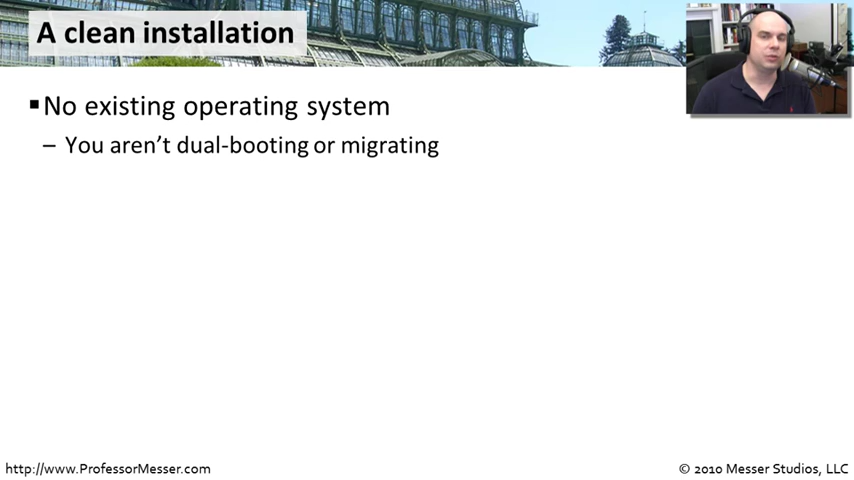 A clean installation
▪No existing operating system
– You aren’t dual-booting or migrating
http://www.ProfessorMesser.com
© 2010 Messer Studios, LLC